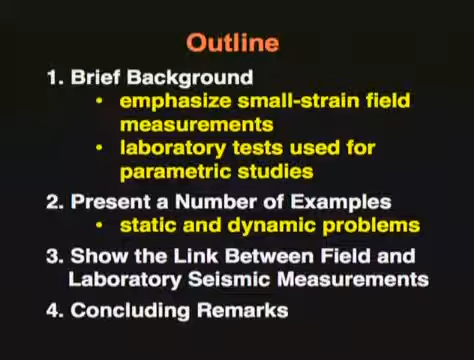 Outline
1. Brief Background
• emphasize small-strain field
measurements
• laboratory tests used for
parametric studies
2. Present a Number of Examples
• static and dynamic problems
3. Show the Link Between Field and
Laboratory Seismic Measurements
4. Concluding Remarks